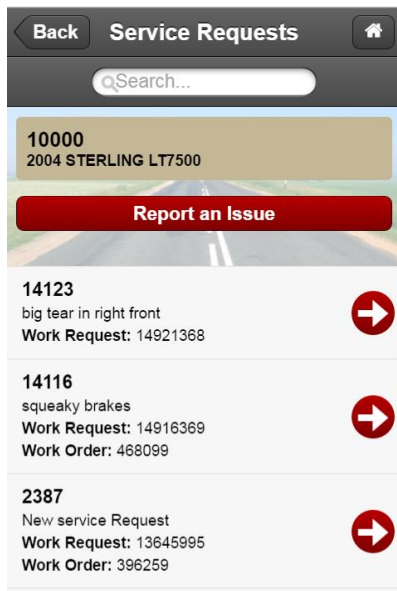 Back
Service Requests
Search...
10000
2004 STERLING LT7500
Report an Issue
14123
big tear in right front
Work Request: 14921368
14116
squeaky brakes
Work Request: 14916369
Work Order: 468099
2387
New service Request
Work Request: 13645995
Work Order: 396259